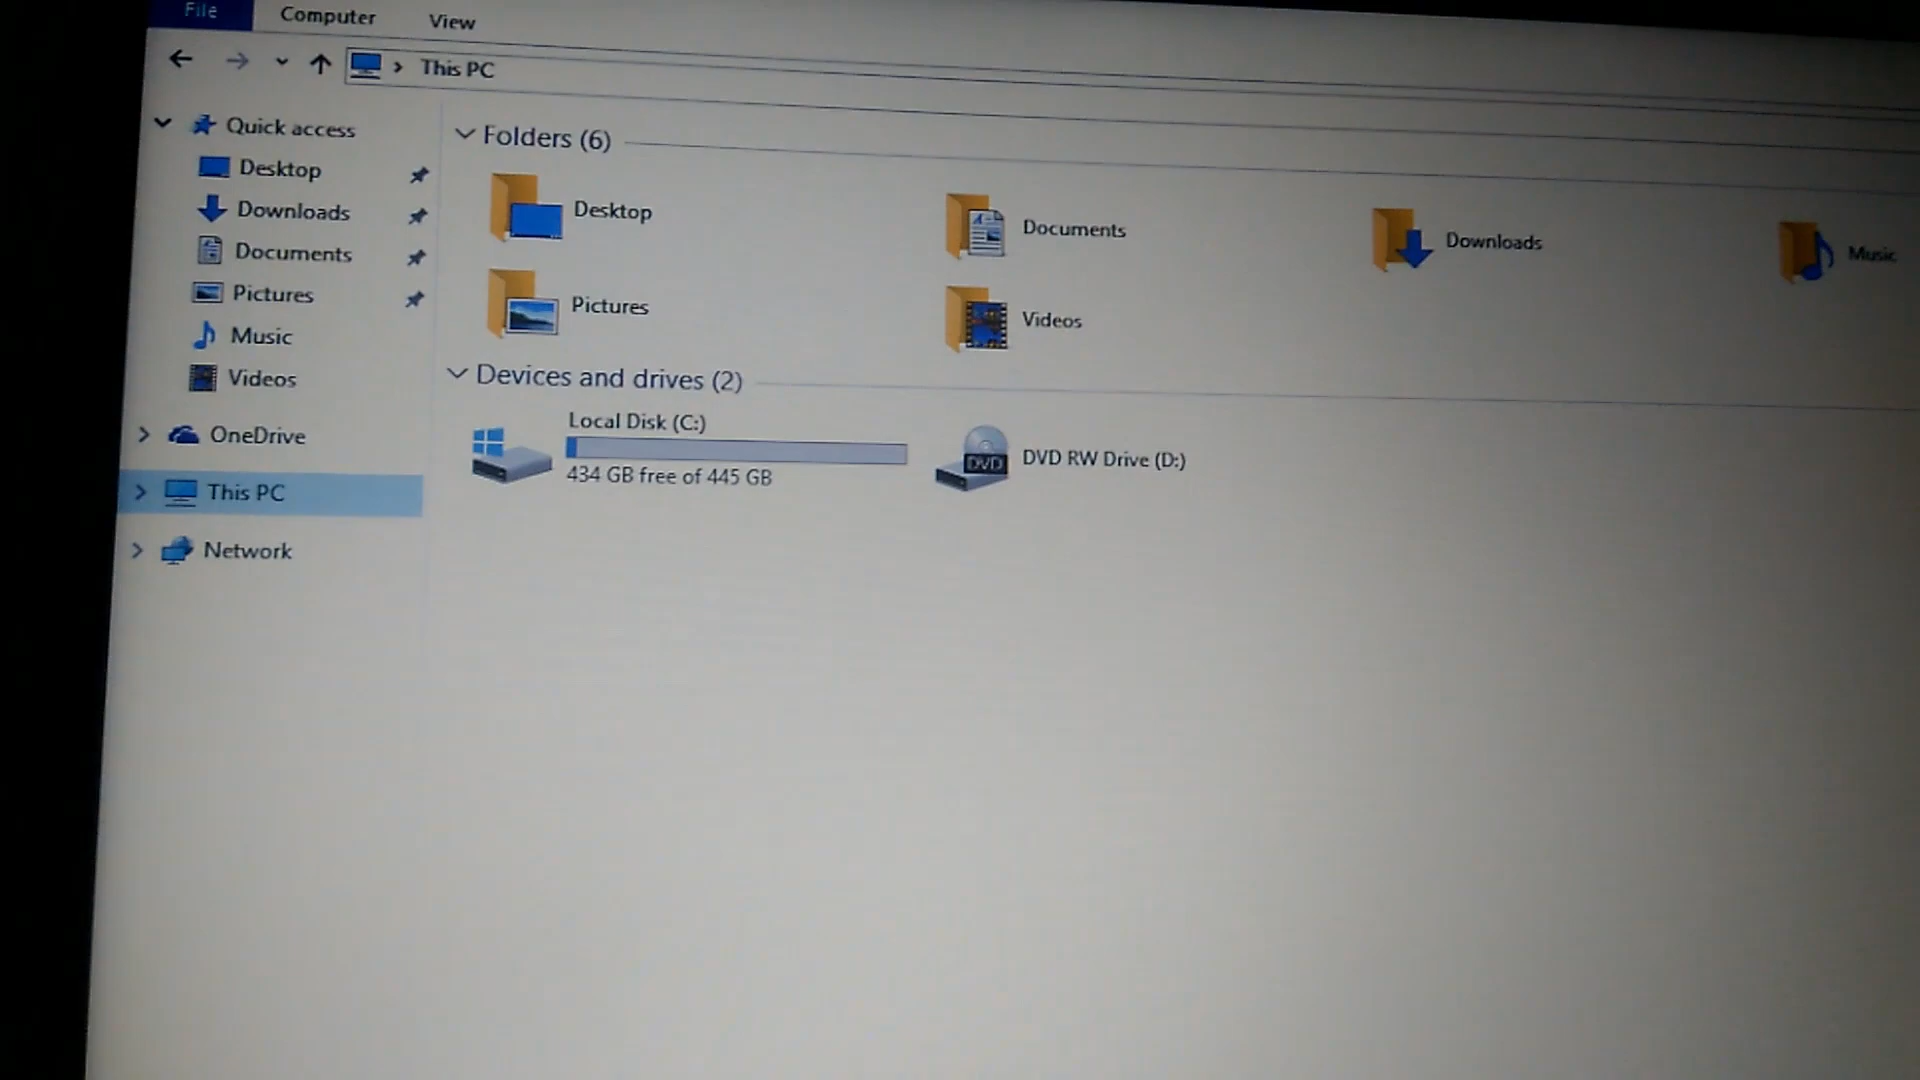 File Computer View
This PC
Quick access
Desktop
Downloads
Documents
Pictures
Music
Videos
OneDrive
This PC
Network
Folders (6)
Desktop
Documents
Downloads
Music
Pictures
Videos
Devices and drives (2)
Local Disk (C:)
434 GB free of 445 GB
DVD
DVD RW Drive (D:)